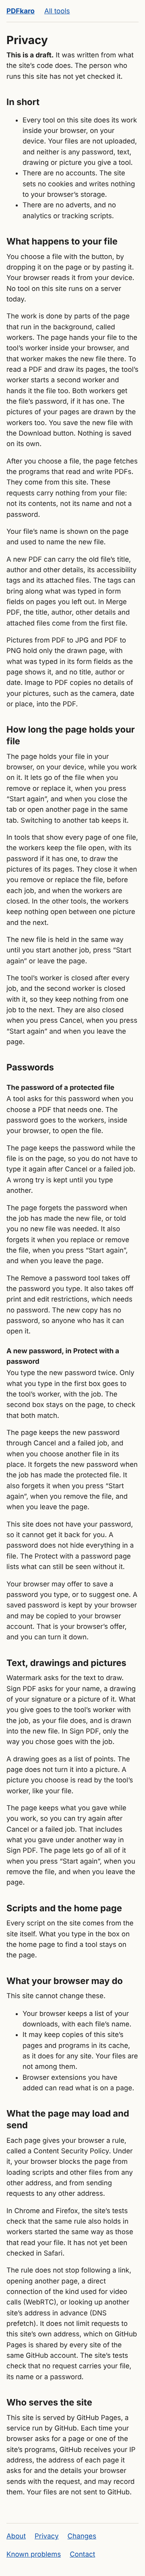 PDFkaro All tools
Privacy
This is a draft. It was written from what
the site’s code does. The person who
runs this site has not yet checked it.
In short
Every tool on this site does its work
inside your browser, on your
device. Your files are not uploaded,
and neither is any password, text,
drawing or picture you give a tool.
There are no accounts. The site
sets no cookies and writes nothing
to your browser’s storage.
There are no adverts, and no
analytics or tracking scripts.
What happens to your file
You choose a file with the button, by
dropping it on the page or by pasting it.
Your browser reads it from your device.
No tool on this site runs on a server
today.
The work is done by parts of the page
that run in the background, called
workers. The page hands your file to the
tool’s worker inside your browser, and
that worker makes the new file there. To
read a PDF and draw its pages, the tool’s
worker starts a second worker and
hands it the file too. Both workers get
the file’s password, if it has one. The
pictures of your pages are drawn by the
workers too. You save the new file with
the Download button. Nothing is saved
on its own.
After you choose a file, the page fetches
the programs that read and write PDFs.
They come from this site. These
requests carry nothing from your file:
not its contents, not its name and not a
password.
Your file’s name is shown on the page
and used to name the new file.
A new PDF can carry the old file’s title,
author and other details, its accessibility
tags and its attached files. The tags can
bring along what was typed in form
fields on pages you left out. In Merge
PDF, the title, author, other details and
attached files come from the first file.
Pictures from PDF to JPG and PDF to
PNG hold only the drawn page, with
what was typed in its form fields as the
page shows it, and no title, author or
date. Image to PDF copies no details of
your pictures, such as the camera, date
or place, into the PDF.
How long the page holds your
file
The page holds your file in your
browser, on your device, while you work
on it. It lets go of the file when you
remove or replace it, when you press
“Start again”, and when you close the
tab or open another page in the same
tab. Switching to another tab keeps it.
In tools that show every page of one file,
the workers keep the file open, with its
password if it has one, to draw the
pictures of its pages. They close it when
you remove or replace the file, before
each job, and when the workers are
closed. In the other tools, the workers
keep nothing open between one picture
and the next.
The new file is held in the same way
until you start another job, press “Start
again” or leave the page.
The tool’s worker is closed after every
job, and the second worker is closed
with it, so they keep nothing from one
job to the next. They are also closed
when you press Cancel, when you press
“Start again” and when you leave the
page.
Passwords
The password of a protected file
A tool asks for this password when you
choose a PDF that needs one. The
password goes to the workers, inside
your browser, to open the file.
The page keeps the password while the
file is on the page, so you do not have to
type it again after Cancel or a failed job.
A wrong try is kept until you type
another.
The page forgets the password when
the job has made the new file, or told
you no new file was needed. It also
forgets it when you replace or remove
the file, when you press “Start again”,
and when you leave the page.
The Remove a password tool takes off
the password you type. It also takes off
print and edit restrictions, which needs
no password. The new copy has no
password, so anyone who has it can
open it.
A new password, in Protect with a
password
You type the new password twice. Only
what you type in the first box goes to
the tool’s worker, with the job. The
second box stays on the page, to check
that both match.
The page keeps the new password
through Cancel and a failed job, and
when you choose another file in its
place. It forgets the new password when
the job has made the protected file. It
also forgets it when you press “Start
again”, when you remove the file, and
when you leave the page.
This site does not have your password,
so it cannot get it back for you. A
password does not hide everything in a
file. The Protect with a password page
lists what can still be seen without it.
Your browser may offer to save a
password you type, or to suggest one. A
saved password is kept by your browser
and may be copied to your browser
account. That is your browser’s offer,
and you can turn it down.
Text, drawings and pictures
Watermark asks for the text to draw.
Sign PDF asks for your name, a drawing
of your signature or a picture of it. What
you give goes to the tool’s worker with
the job, as your file does, and is drawn
into the new file. In Sign PDF, only the
way you chose goes with the job.
A drawing goes as a list of points. The
page does not turn it into a picture. A
picture you choose is read by the tool’s
worker, like your file.
The page keeps what you gave while
you work, so you can try again after
Cancel or a failed job. That includes
what you gave under another way in
Sign PDF. The page lets go of all of it
when you press “Start again”, when you
remove the file, and when you leave the
page.
Scripts and the home page
Every script on the site comes from the
site itself. What you type in the box on
the home page to find a tool stays on
the page.
What your browser may do
This site cannot change these.
Your browser keeps a list of your
downloads, with each file’s name.
It may keep copies of this site’s
pages and programs in its cache,
as it does for any site. Your files are
not among them.
Browser extensions you have
added can read what is on a page.
What the page may load and
send
Each page gives your browser a rule,
called a Content Security Policy. Under
it, your browser blocks the page from
loading scripts and other files from any
other address, and from sending
requests to any other address.
In Chrome and Firefox, the site’s tests
check that the same rule also holds in
workers started the same way as those
that read your file. It has not yet been
checked in Safari.
The rule does not stop following a link,
opening another page, a direct
connection of the kind used for video
calls (WebRTC), or looking up another
site’s address in advance (DNS
prefetch). It does not limit requests to
this site’s own address, which on GitHub
Pages is shared by every site of the
same GitHub account. The site’s tests
check that no request carries your file,
its name or a password.
Who serves the site
This site is served by GitHub Pages, a
service run by GitHub. Each time your
browser asks for a page or one of the
site’s programs, GitHub receives your IP
address, the address of each page it
asks for and the details your browser
sends with the request, and may record
them. Your files are not sent to GitHub.
About Privacy Changes
Known problems Contact